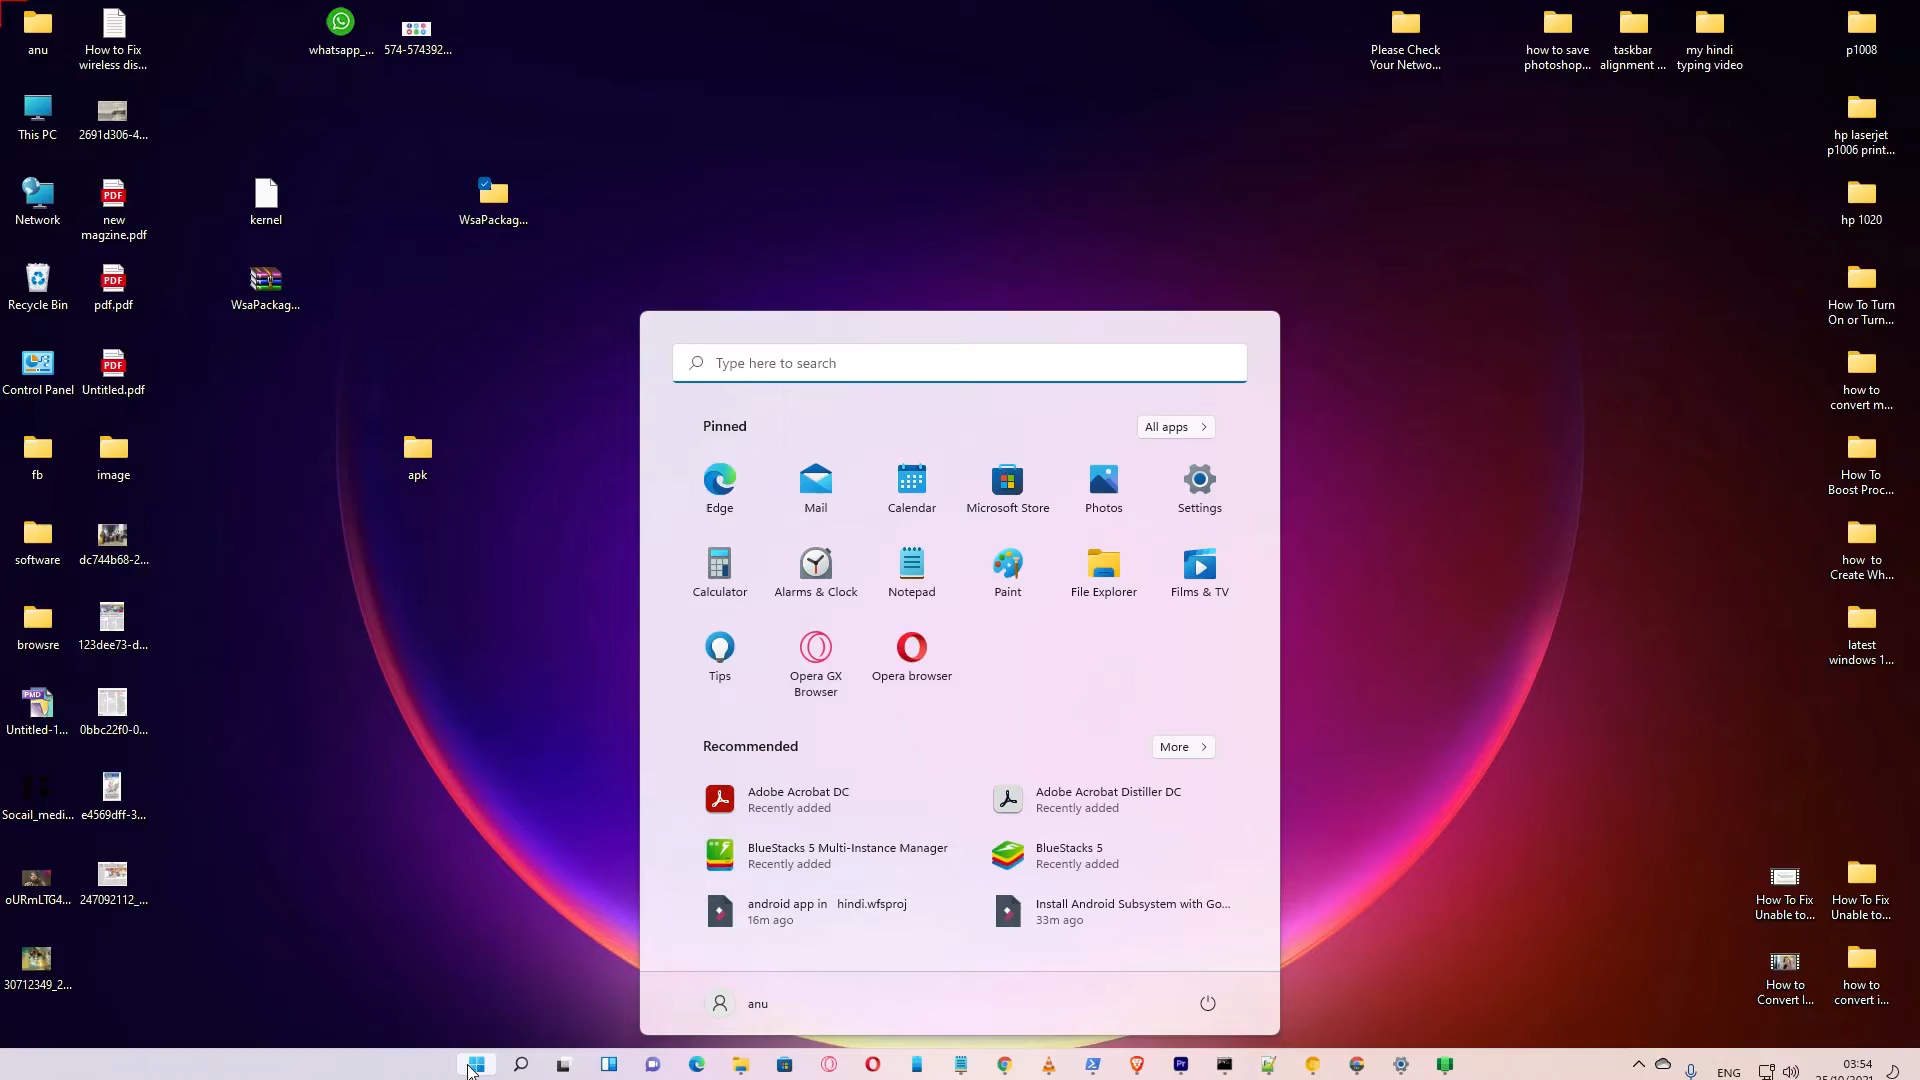 anu
How to Fix
wireless dis...
whatsapp_...
574-574392...
Please Check
Your Netwo...
how to save
photoshop...
taskbar
alignment ...
my hindi
typing video
p1008
This PC
2691d306-4...
hp laserjet
p1006 print...
Network
new
magzine.pdf
kernel
WsaPackag...
hp 1020
Recycle Bin
pdf.pdf
WsaPackag...
How To Turn
On or Turn...
Control Panel
Untitled.pdf
how to
convert m...
fb
image
apk
How To
Boost Proc...
software
dc744b68-2...
how to
Create Wh...
browsre
123dee73-d...
latest
windows 1...
Untitled-1...
0bbc22f0-0...
Socail_medi...
e4569dff-3...
oURmLTG4...
247092112_...
How To Fix
Unable to...
How To Fix
Unable to...
30712349_2...
How to
Convert I...
how to
convert i...
Type here to search
Pinned
All apps
Edge
Mail
Calendar
Microsoft Store
Photos
Settings
Calculator
Alarms & Clock
Notepad
Paint
File Explorer
Films & TV
Tips
Opera GX
Browser
Opera browser
Recommended
More
Adobe Acrobat DC
Recently added
Adobe Acrobat Distiller DC
Recently added
BlueStacks 5 Multi-Instance Manager
Recently added
BlueStacks 5
Recently added
android app in hindi.wfsproj
16m ago
Install Android Subsystem with Go...
33m ago
anu
ENG
03:54
25/10/2021